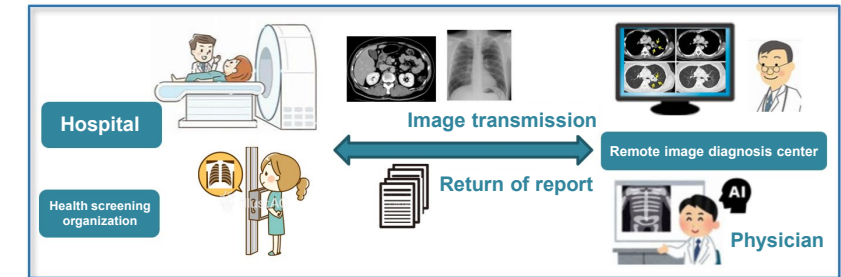 Hospital
Image transmission
Remote image diagnosis center
Health screening
organization
Return of report
AI
Physician